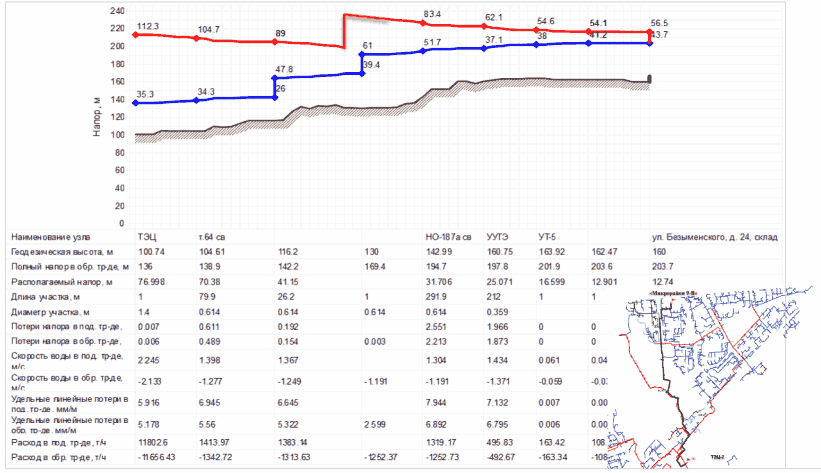 240
220
200
180
160
140
120
100
80
60
40
20
0
Напор, м
112.3
104.7
89
83.4
62.1
54.6
54.1
56.5
35.3
34.3
47.8
26
61
39.4
51.7
37.1
38
41.2
43.7
Наименование узла ТЭЦ т.64 св НО-187а св УУТЭ УТ-5 ул. Безыменского, д. 24, склад
Геодезическая высота, м 100.74 104.61 116.2 130 142.99 160.75 163.92 162.47 160
Полный напор в обр. тр-де, м 136 138.9 142.2 169.4 194.7 197.8 201.9 203.6 203.7
Располагаемый напор, м 76.998 70.38 41.15 31.706 25.071 16.599 12.901 12.74
Длина участка, м 1 79.9 26.2 1 291.9 212 1 1
Диаметр участка, м 1.4 0.614 0.614 0.614 0.614 0.359
Потери напора в под. тр-де, 0.007 0.611 0.192 2.551 1.966 0 0
Потери напора в обр. тр-де, 0.006 0.489 0.154 0.003 2.213 1.873 0 0
Скорость воды в под. тр-де, м/с 2.245 1.398 1.367 1.304 1.434 0.061 0.04
Скорость воды в обр. тр-де, м/с -2.133 -1.277 -1.249 -1.191 -1.191 -1.371 -0.059
Удельные линейные потери в под. тр-де, мм/м 5.916 6.945 6.645 7.944 7.132 0.007 0.00
Удельные линейные потери в обр. тр-де, мм/м 5.178 5.56 5.322 2.599 6.892 6.795 0.006 0.00
Расход в под. тр-де, т/ч 11802.6 1413.97 1383.14 1319.17 495.83 163.42 108
Расход в обр. тр-де, т/ч -11656.43 -1342.72 -1313.63 -1252.37 -1252.73 -492.67 -163.34 -108